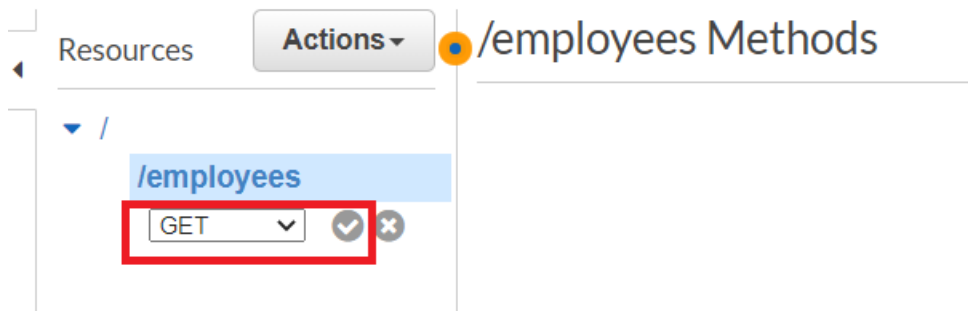 Resources
Actions
/employees Methods
/
/employees
GET